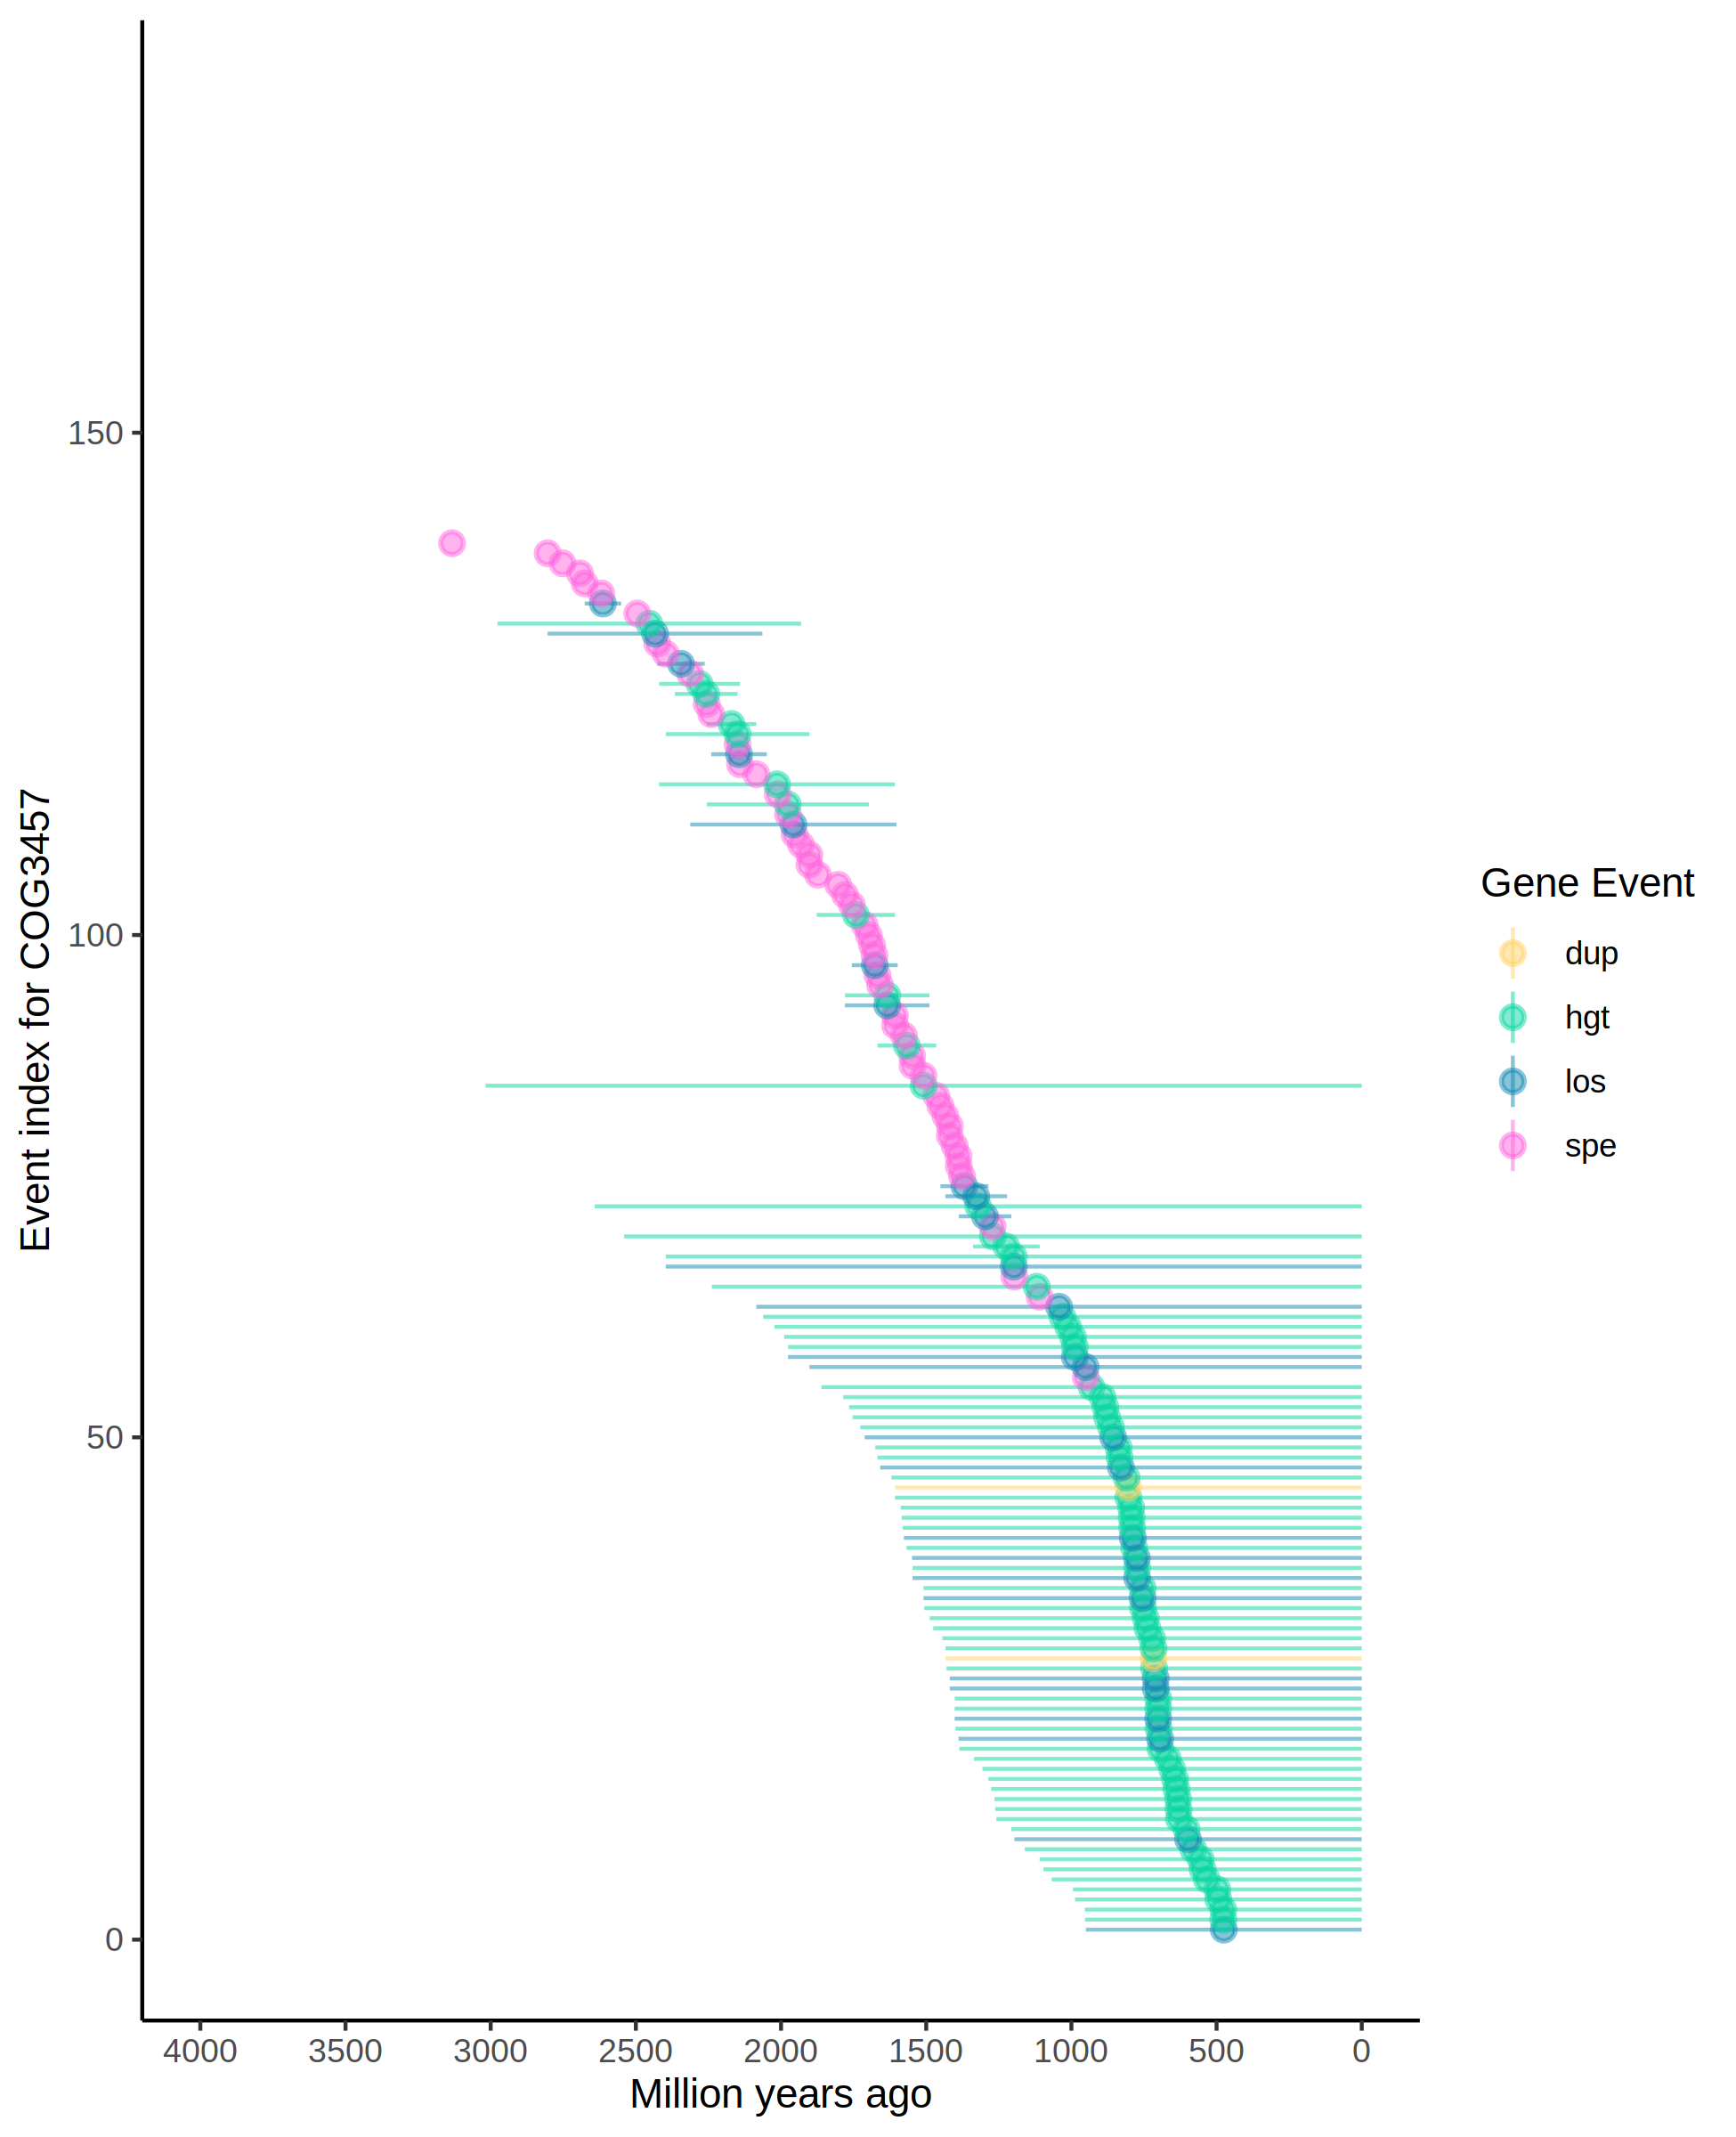 Event index for COG3457
150
100
50
0
4000 3500 3000 2500 2000 1500 1000 500 0
Million years ago
Gene Event
dup
hgt
los
spe